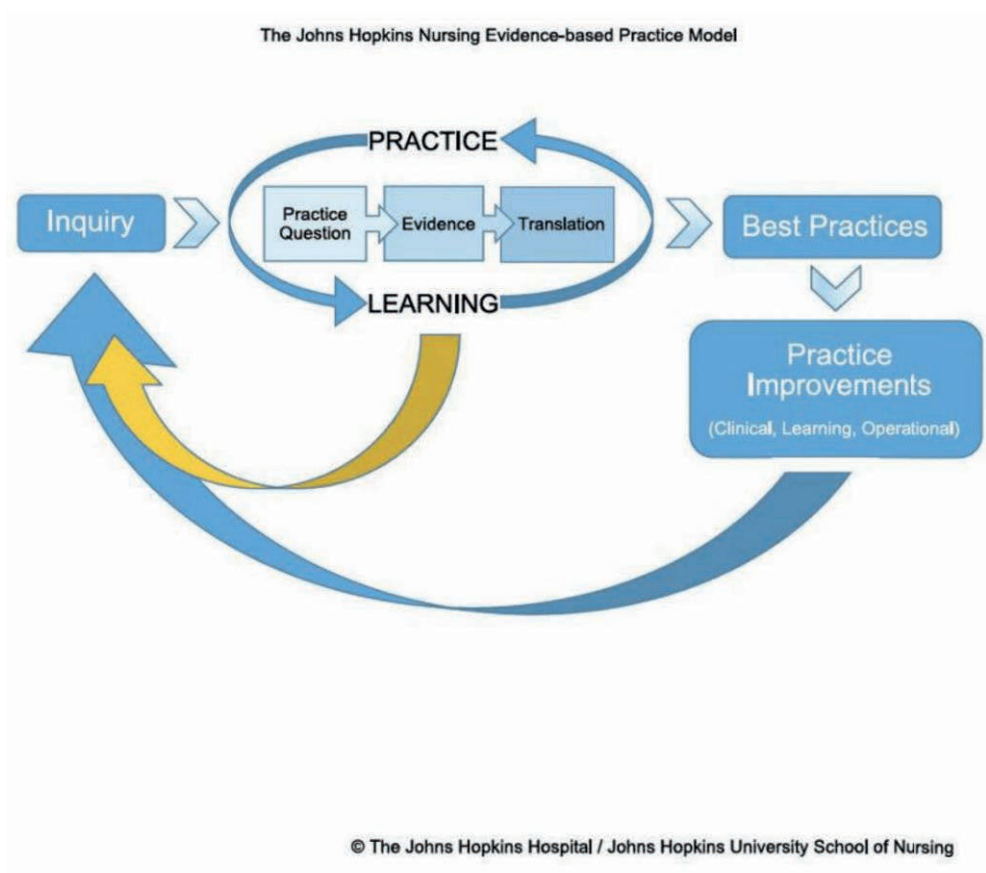 The Johns Hopkins Nursing Evidence-based Practice Model
PRACTICE
Inquiry
Practice
Question
Evidence
Translation
Best Practices
LEARNING
Practice
Improvements
(Clinical, Learning, Operational)
© The Johns Hopkins Hospital / Johns Hopkins University School of Nursing